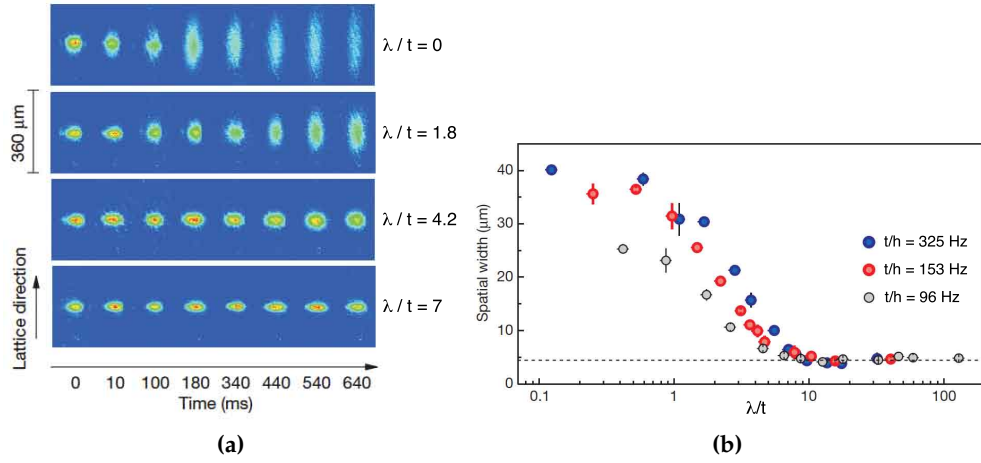 λ / t = 0
λ / t = 1.8
λ / t = 4.2
λ / t = 7
360 μm
Lattice direction
0 10 100 180 340 440 540 640
Time (ms)
(a)
Spatial width (μm)
40
30
20
10
0
t/h = 325 Hz
t/h = 153 Hz
t/h = 96 Hz
0.1 1 10 100
λ/t
(b)